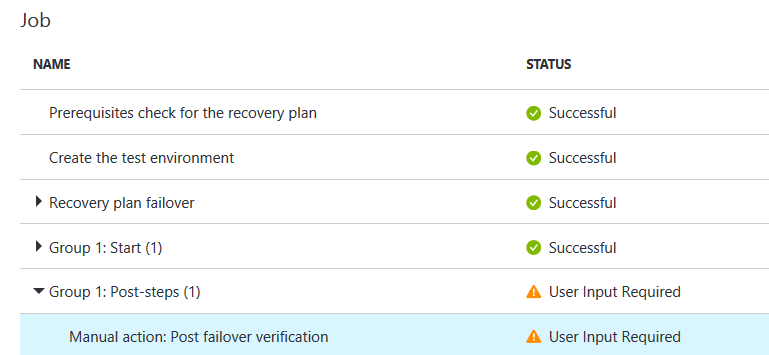 Job
NAME STATUS
Prerequisites check for the recovery plan Successful
Create the test environment Successful
Recovery plan failover Successful
Group 1: Start (1) Successful
Group 1: Post-steps (1) User Input Required
Manual action: Post failover verification User Input Required